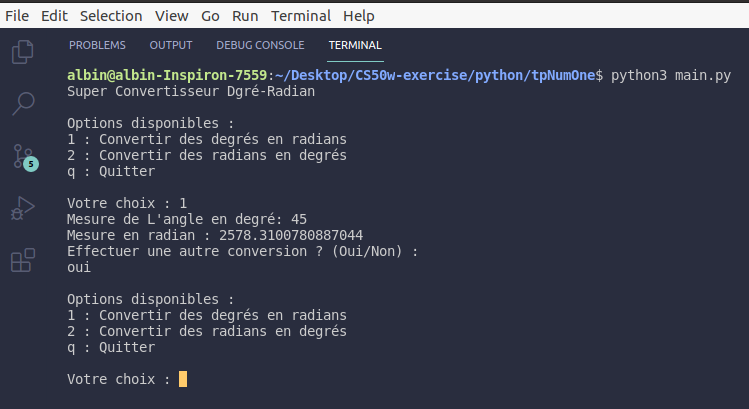 File Edit Selection View Go Run Terminal Help
PROBLEMS OUTPUT DEBUG CONSOLE TERMINAL
albin@albin-Inspiron-7559:~/Desktop/CS50w-exercise/python/tpNumOne$ python3 main.py
Super Convertisseur Dgré-Radian
Options disponibles :
1 : Convertir des degrés en radians
2 : Convertir des radians en degrés
q : Quitter
Votre choix : 1
Mesure de L'angle en degré: 45
Mesure en radian : 2578.3100780887044
Effectuer une autre conversion ? (Oui/Non) :
oui
Options disponibles :
1 : Convertir des degrés en radians
2 : Convertir des radians en degrés
q : Quitter
Votre choix :
5